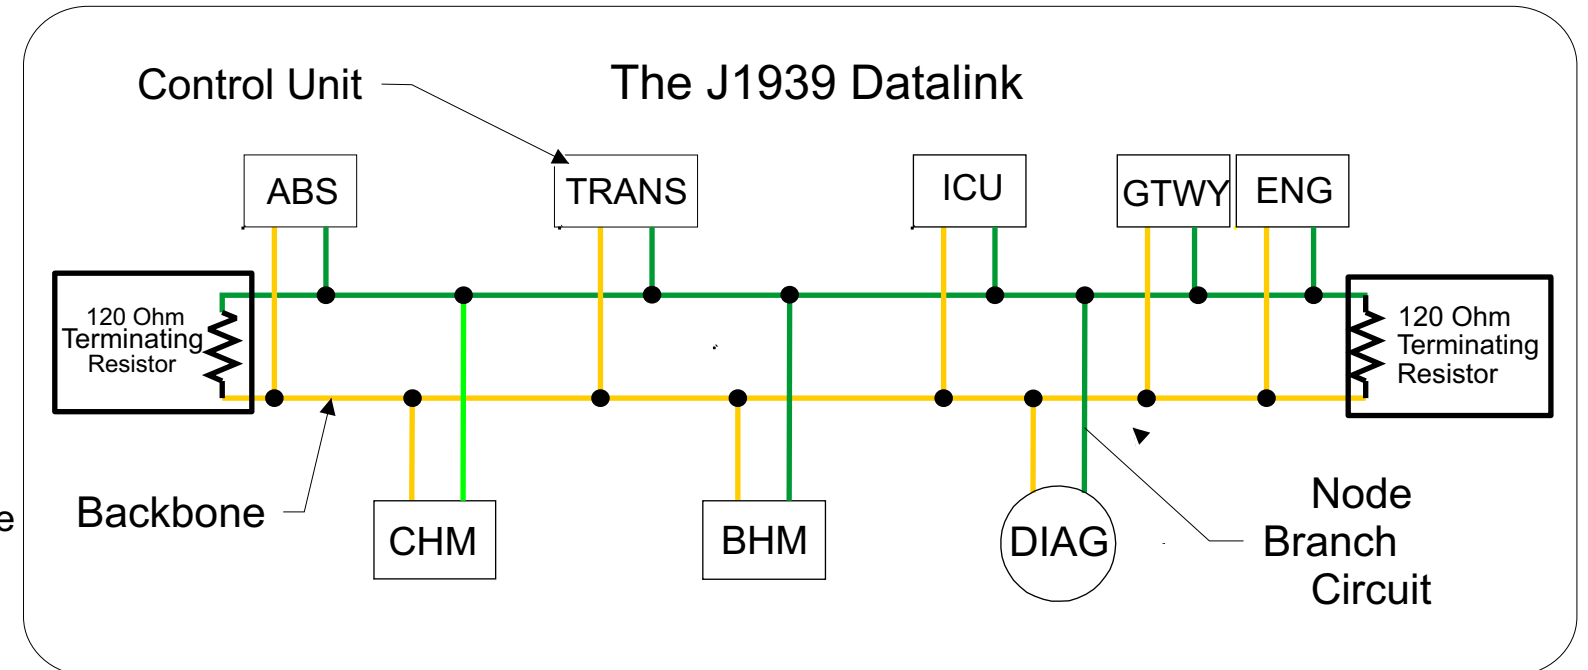 The J1939 Datalink
Control Unit
ABS
TRANS
ICU
GTWY
ENG
120 Ohm
Terminating
Resistor
120 Ohm
Terminating
Resistor
e
Backbone
CHM
BHM
DIAG
Node
Branch
Circuit